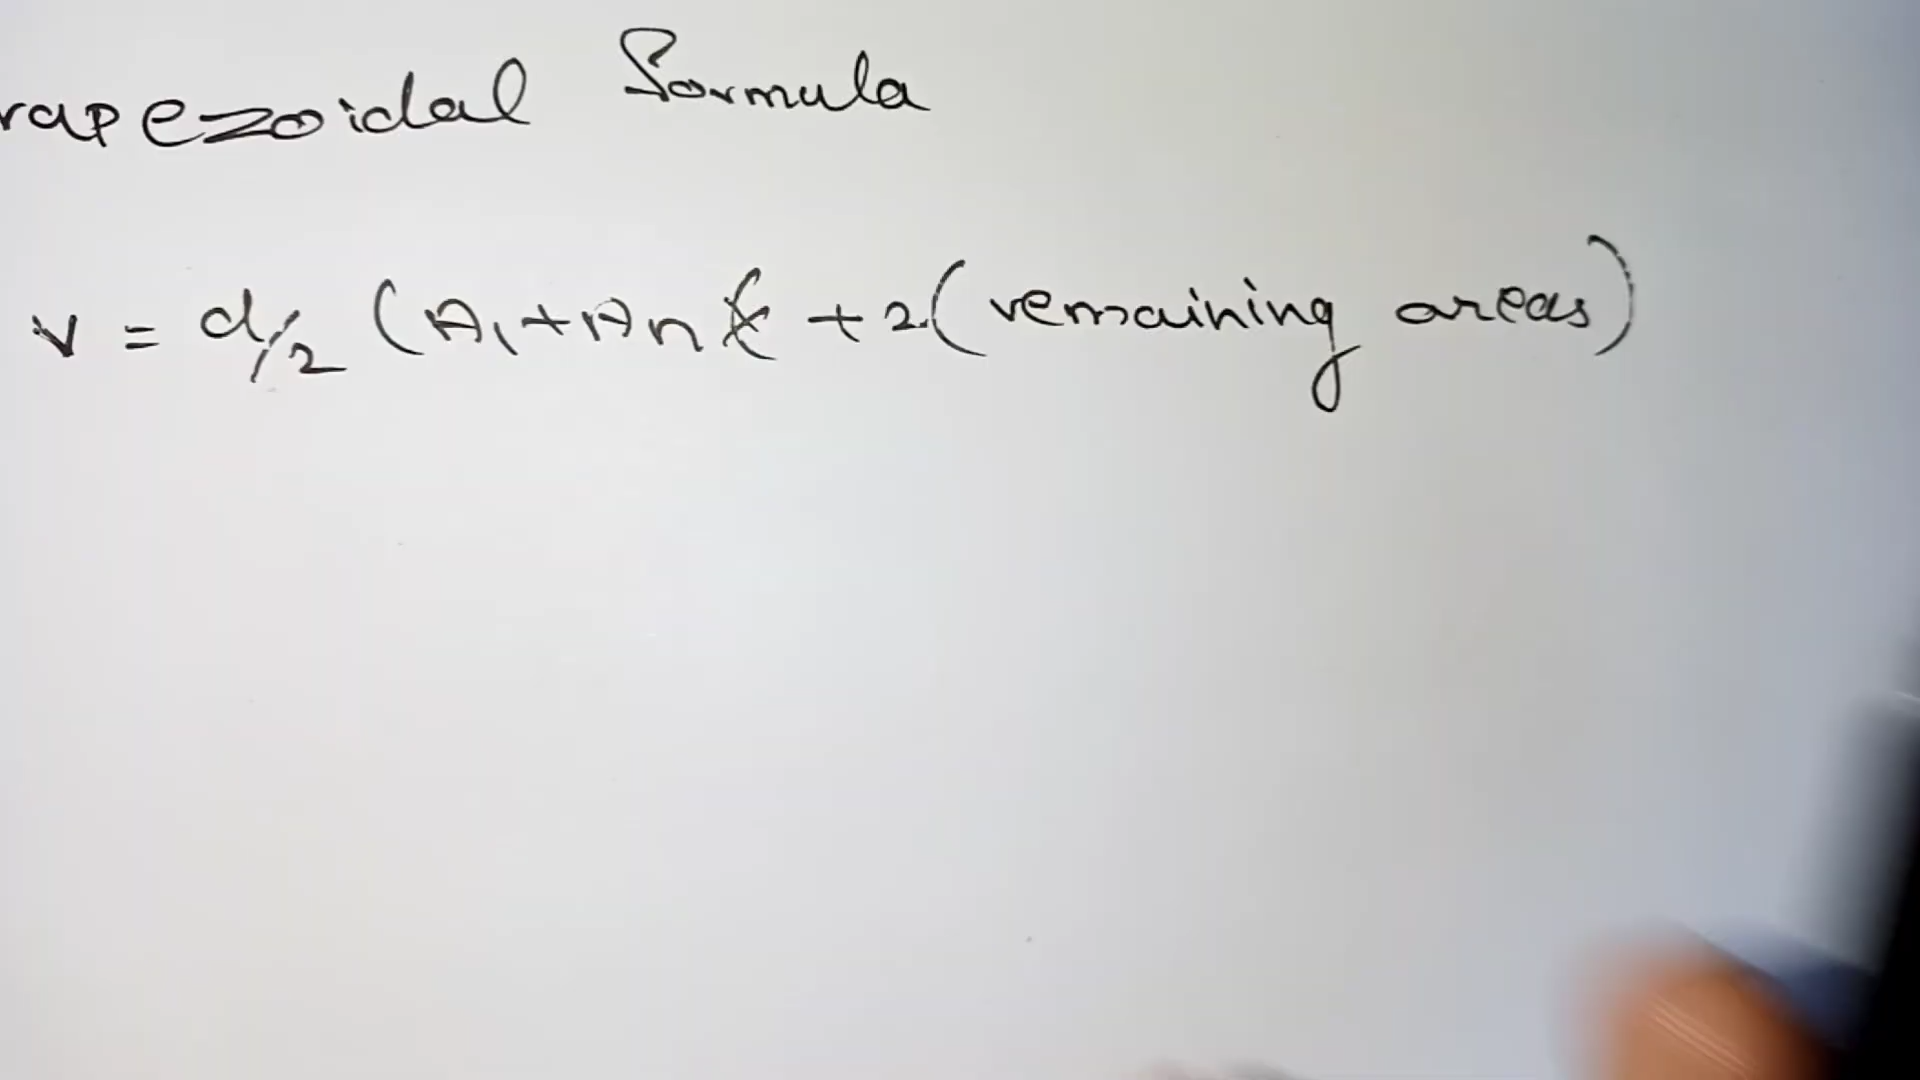 rapezoidal formula
V = d/2 (A1+An + 2(remaining areas)